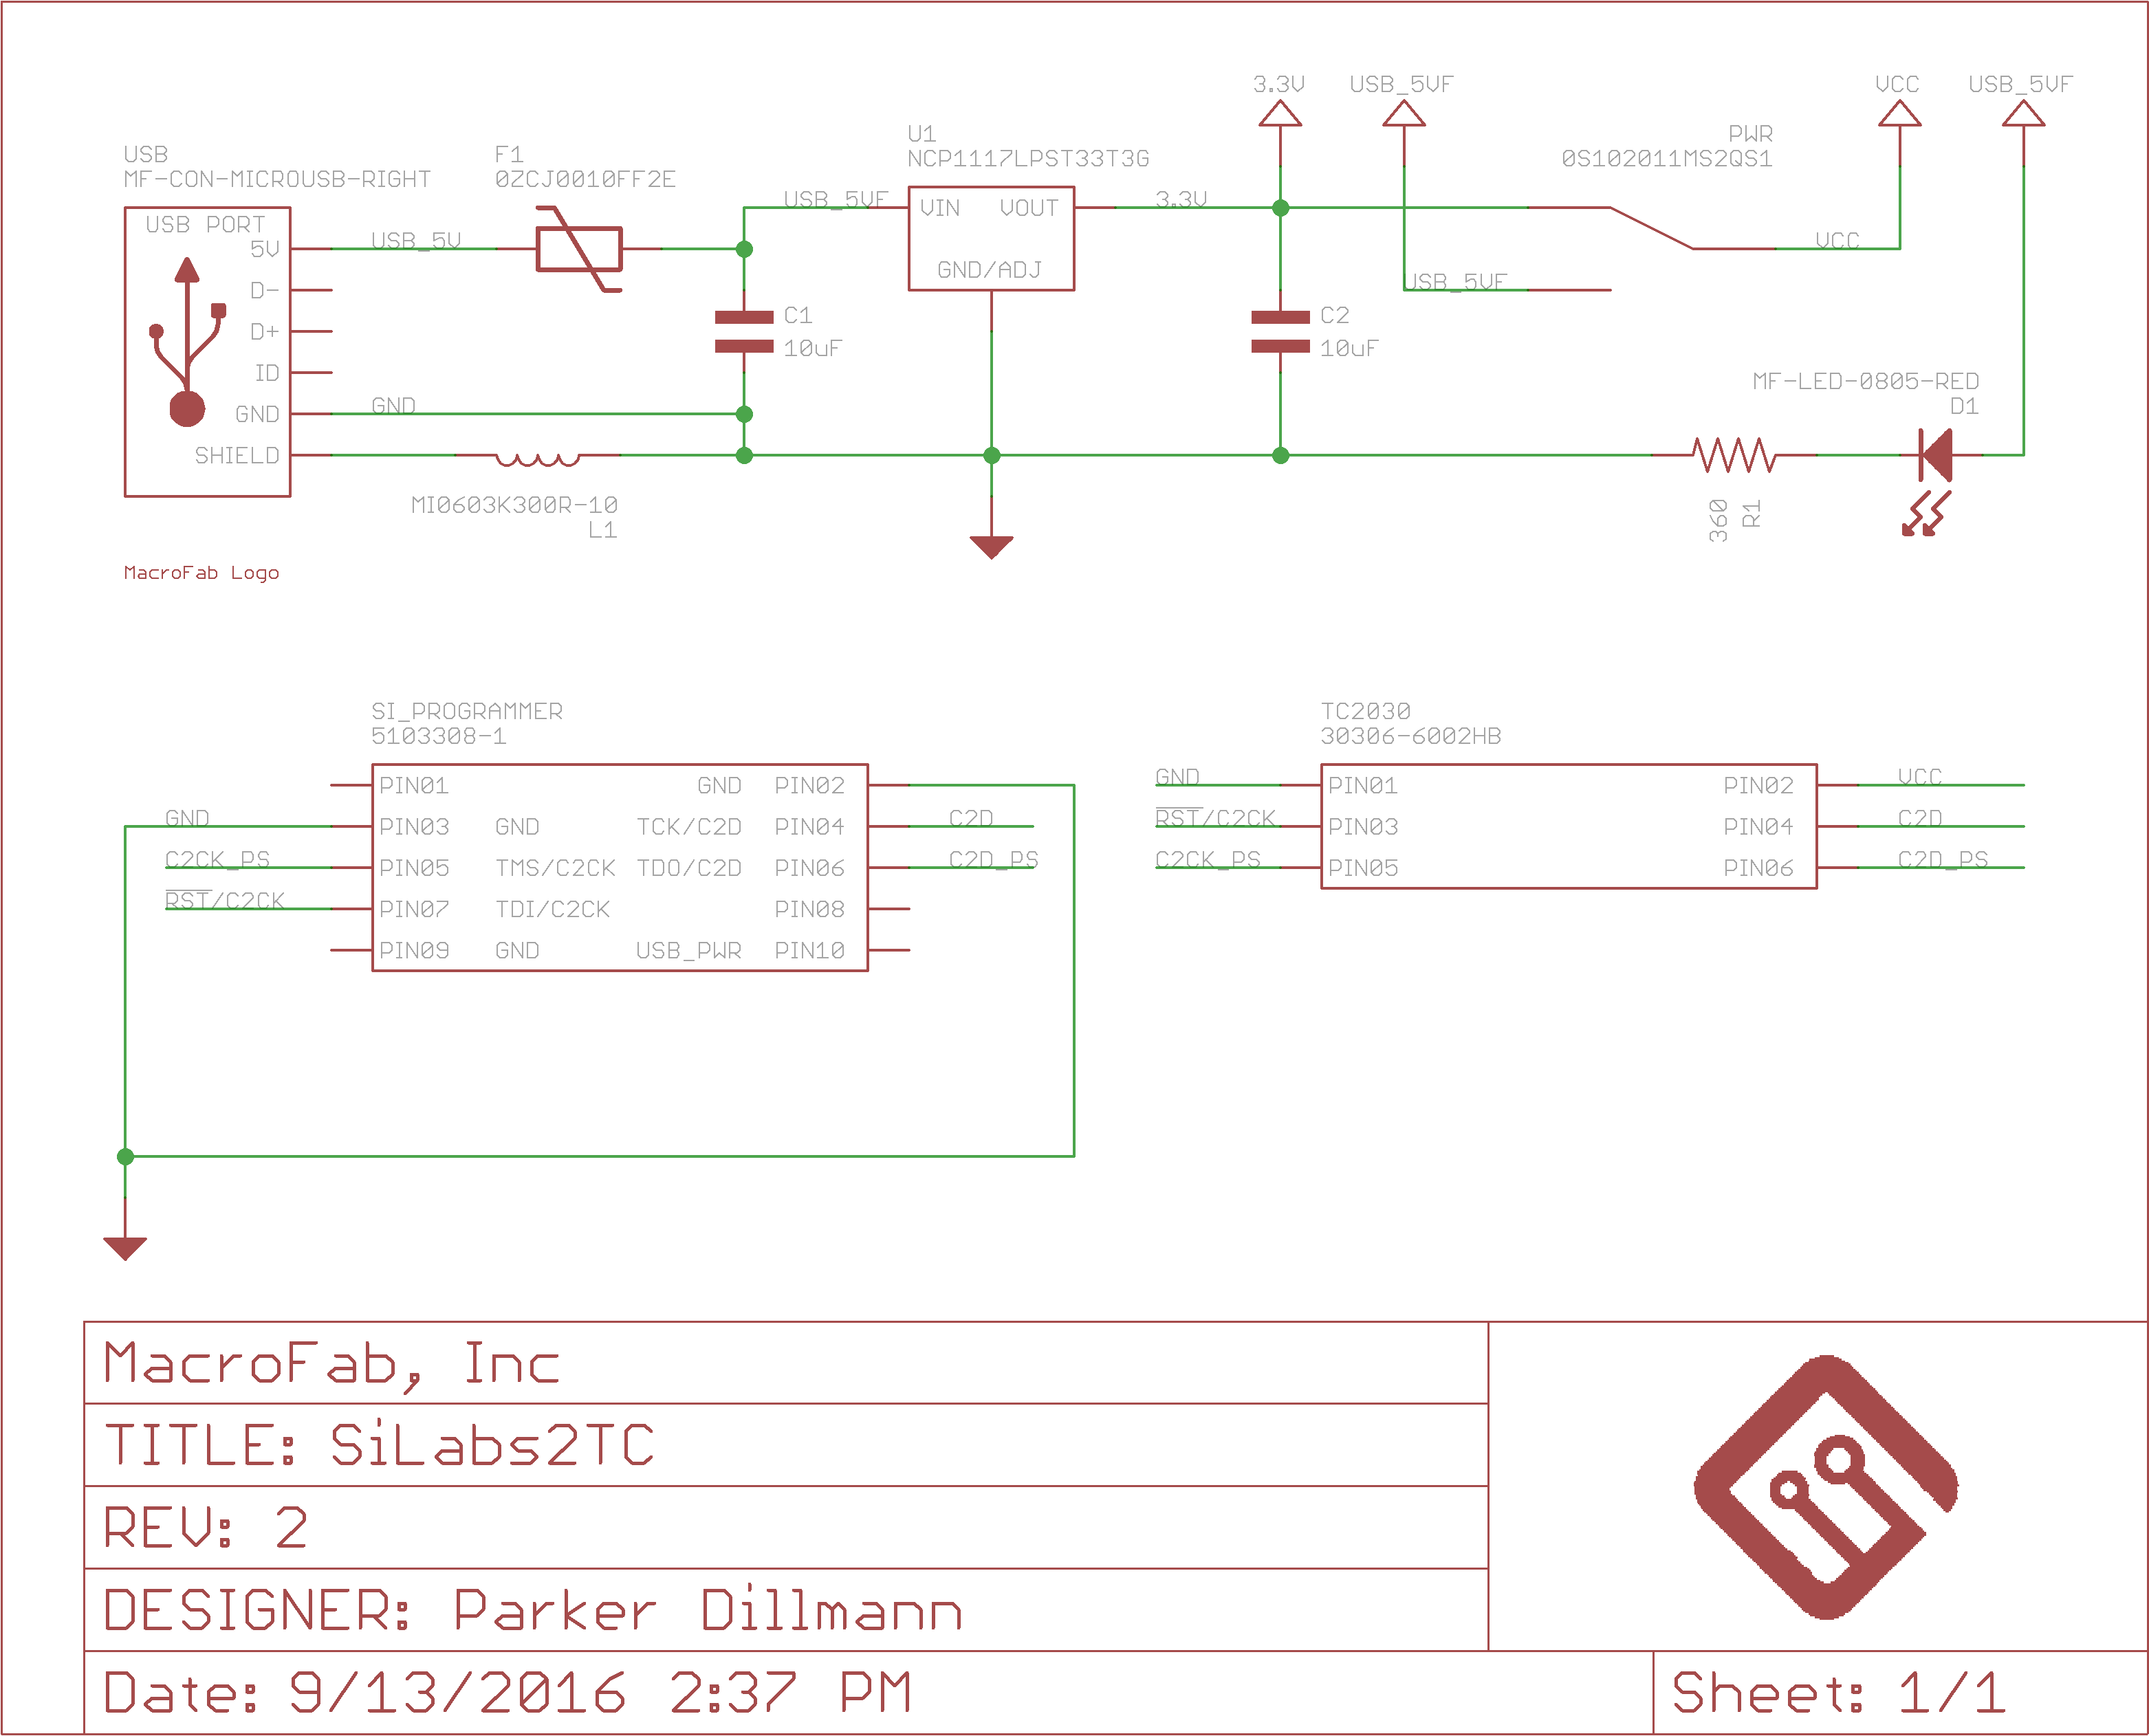 3.3V USB_5VF VCC USB_5VF
USB
MF-CON-MICROUSB-RIGHT
USB PORT
5V
D-
D+
ID
GND
SHIELD
USB_5V
GND
F1
0ZCJ0010FF2E
MI0603K300R-10
L1
MacroFab Logo
USB_5VF
C1
10uF
U1
NCP1117LPST33T3G
VIN VOUT
GND/ADJ
3.3V
C2
10uF
PWR
0S102011MS2QS1
USB_5VF
VCC
MF-LED-0805-RED
D1
360
R1
SI_PROGRAMMER
5103308-1
PIN01 GND PIN02
GND PIN03 GND TCK/C2D PIN04 C2D
C2CK_PS PIN05 TMS/C2CK TDO/C2D PIN06 C2D_PS
RST/C2CK PIN07 TDI/C2CK PIN08
PIN09 GND USB_PWR PIN10
TC2030
30306-6002HB
GND PIN01 PIN02 VCC
RST/C2CK PIN03 PIN04 C2D
C2CK_PS PIN05 PIN06 C2D_PS
MacroFab, Inc
TITLE: SiLabs2TC
REV: 2
DESIGNER: Parker Dillmann
Date: 9/13/2016 2:37 PM
Sheet: 1/1